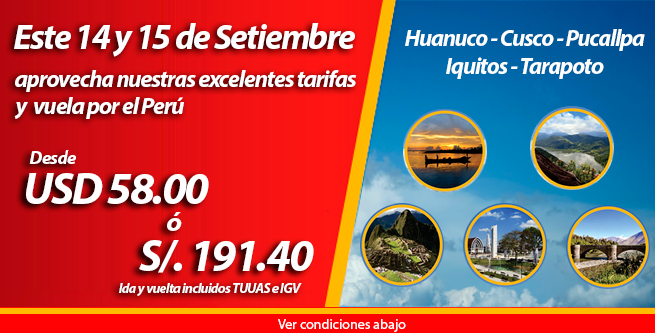 Este 14 y 15 de Setiembre
aprovecha nuestras excelentes tarifas
y vuela por el Perú
Desde
USD 58.00
ó
S/. 191.40
Ida y vuelta incluidos TUUAS e IGV
Huanuco - Cusco - Pucallpa
Iquitos - Tarapoto
Ver condiciones abajo